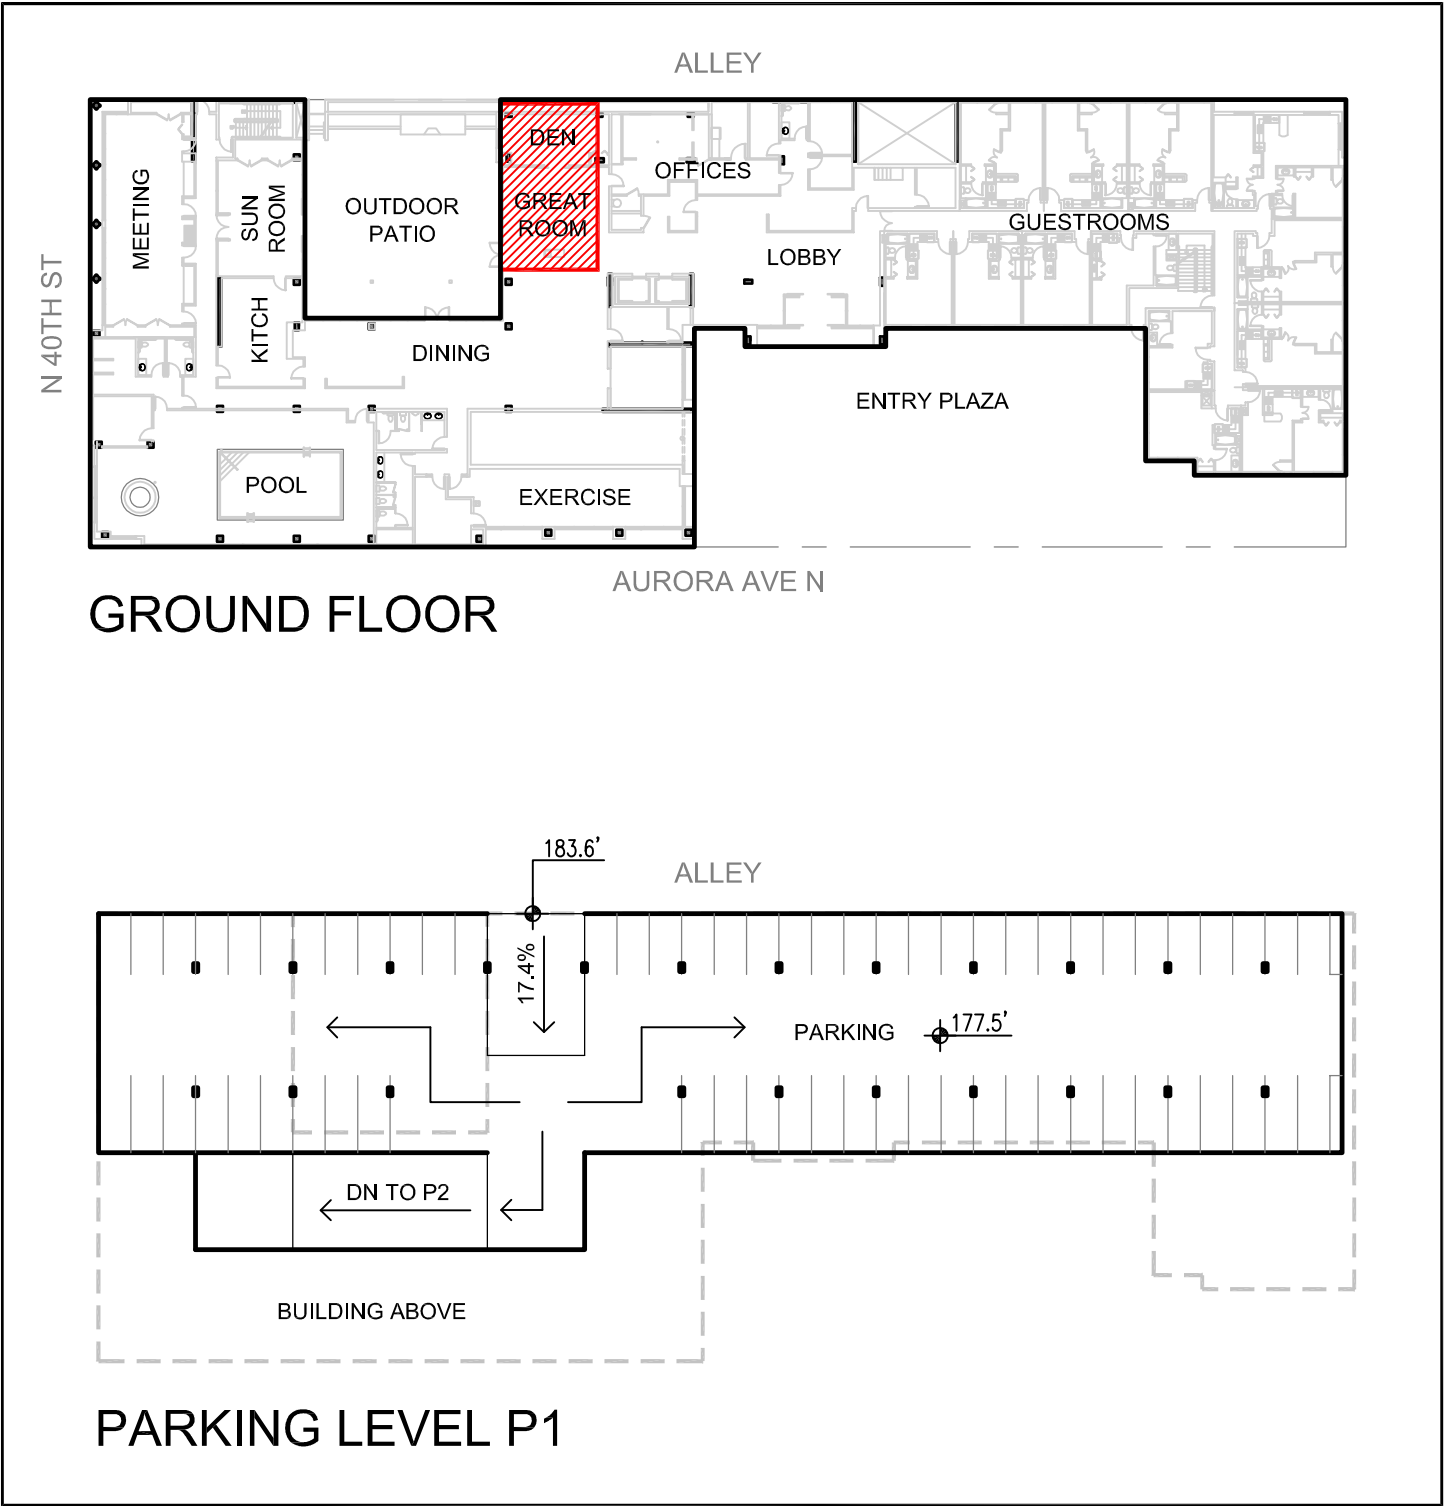 ALLEY
DEN
OFFICES
MEETING
SUN
ROOM
OUTDOOR
PATIO
GREAT
ROOM
GUESTROOMS
LOBBY
N 40TH ST
KITCH
DINING
ENTRY PLAZA
POOL
EXERCISE
AURORA AVE N
GROUND FLOOR
183.6'
ALLEY
17.4%
PARKING
177.5'
DN TO P2
BUILDING ABOVE
PARKING LEVEL P1